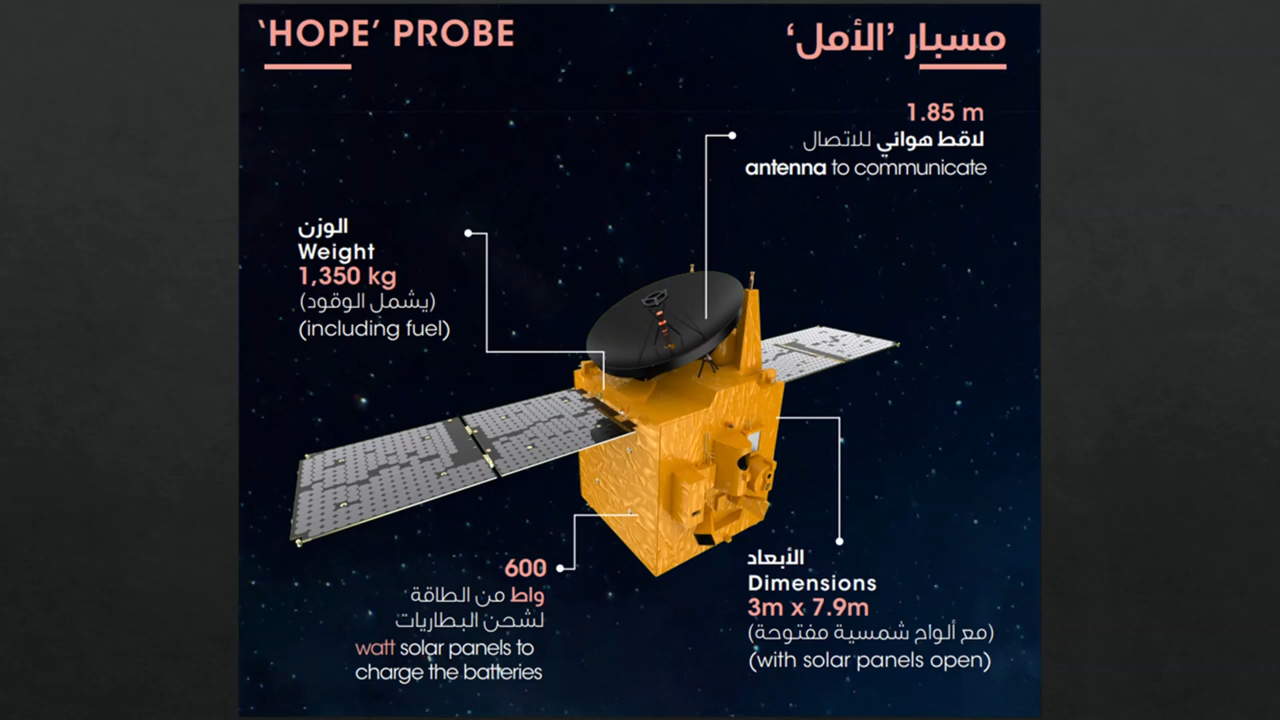 ‘HOPE’ PROBE
مسبار ’الأمل‘
1.85 m
لاقط هوائي للاتصال
antenna to communicate
الوزن
Weight
1,350 kg
(يشمل الوقود)
(including fuel)
600
واط من الطاقة
لشحن البطاريات
watt solar panels to
charge the batteries
الأبعاد
Dimensions
3m x 7.9m
(مع ألواح شمسية مفتوحة)
(with solar panels open)